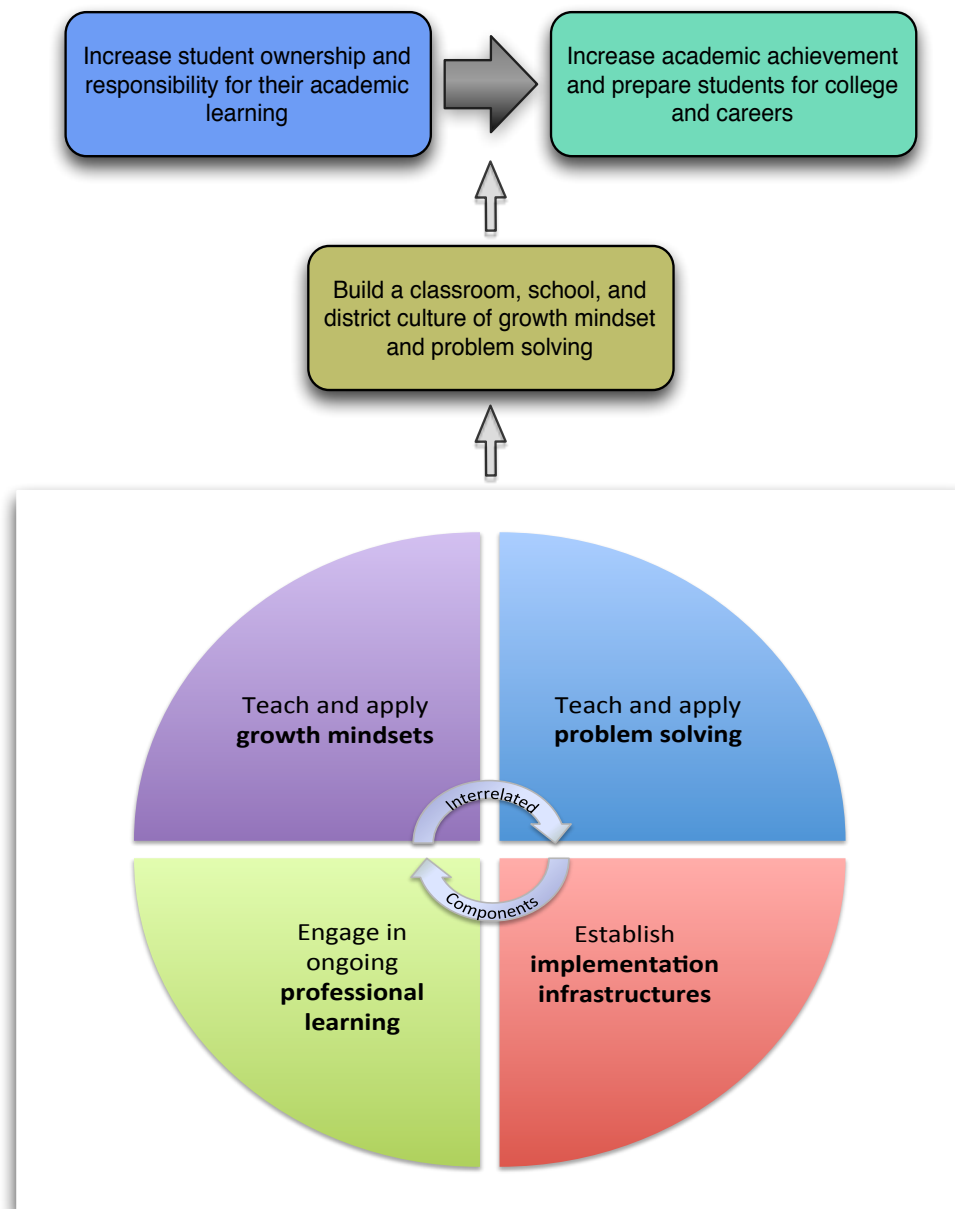 Increase student ownership and
responsibility for their academic
learning
Increase academic achievement
and prepare students for college
and careers
Build a classroom, school, and
district culture of growth mindset
and problem solving
Teach and apply
growth mindsets
Teach and apply
problem solving
Interrelated
Components
Engage in
ongoing
professional
learning
Establish
implementation
infrastructures